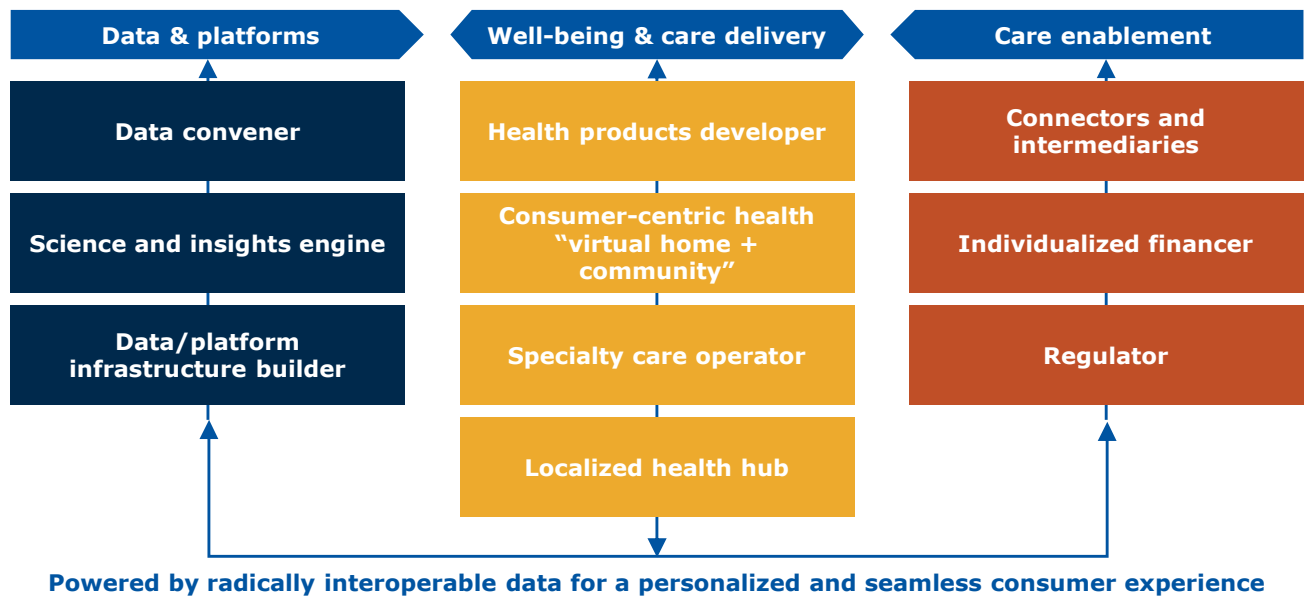 Data & platforms
Well-being & care delivery
Care enablement
Data convener
Science and insights engine
Data/platform
infrastructure builder
Health products developer
Consumer-centric health
“virtual home +
community”
Specialty care operator
Localized health hub
Connectors and
intermediaries
Individualized financer
Regulator
Powered by radically interoperable data for a personalized and seamless consumer experience